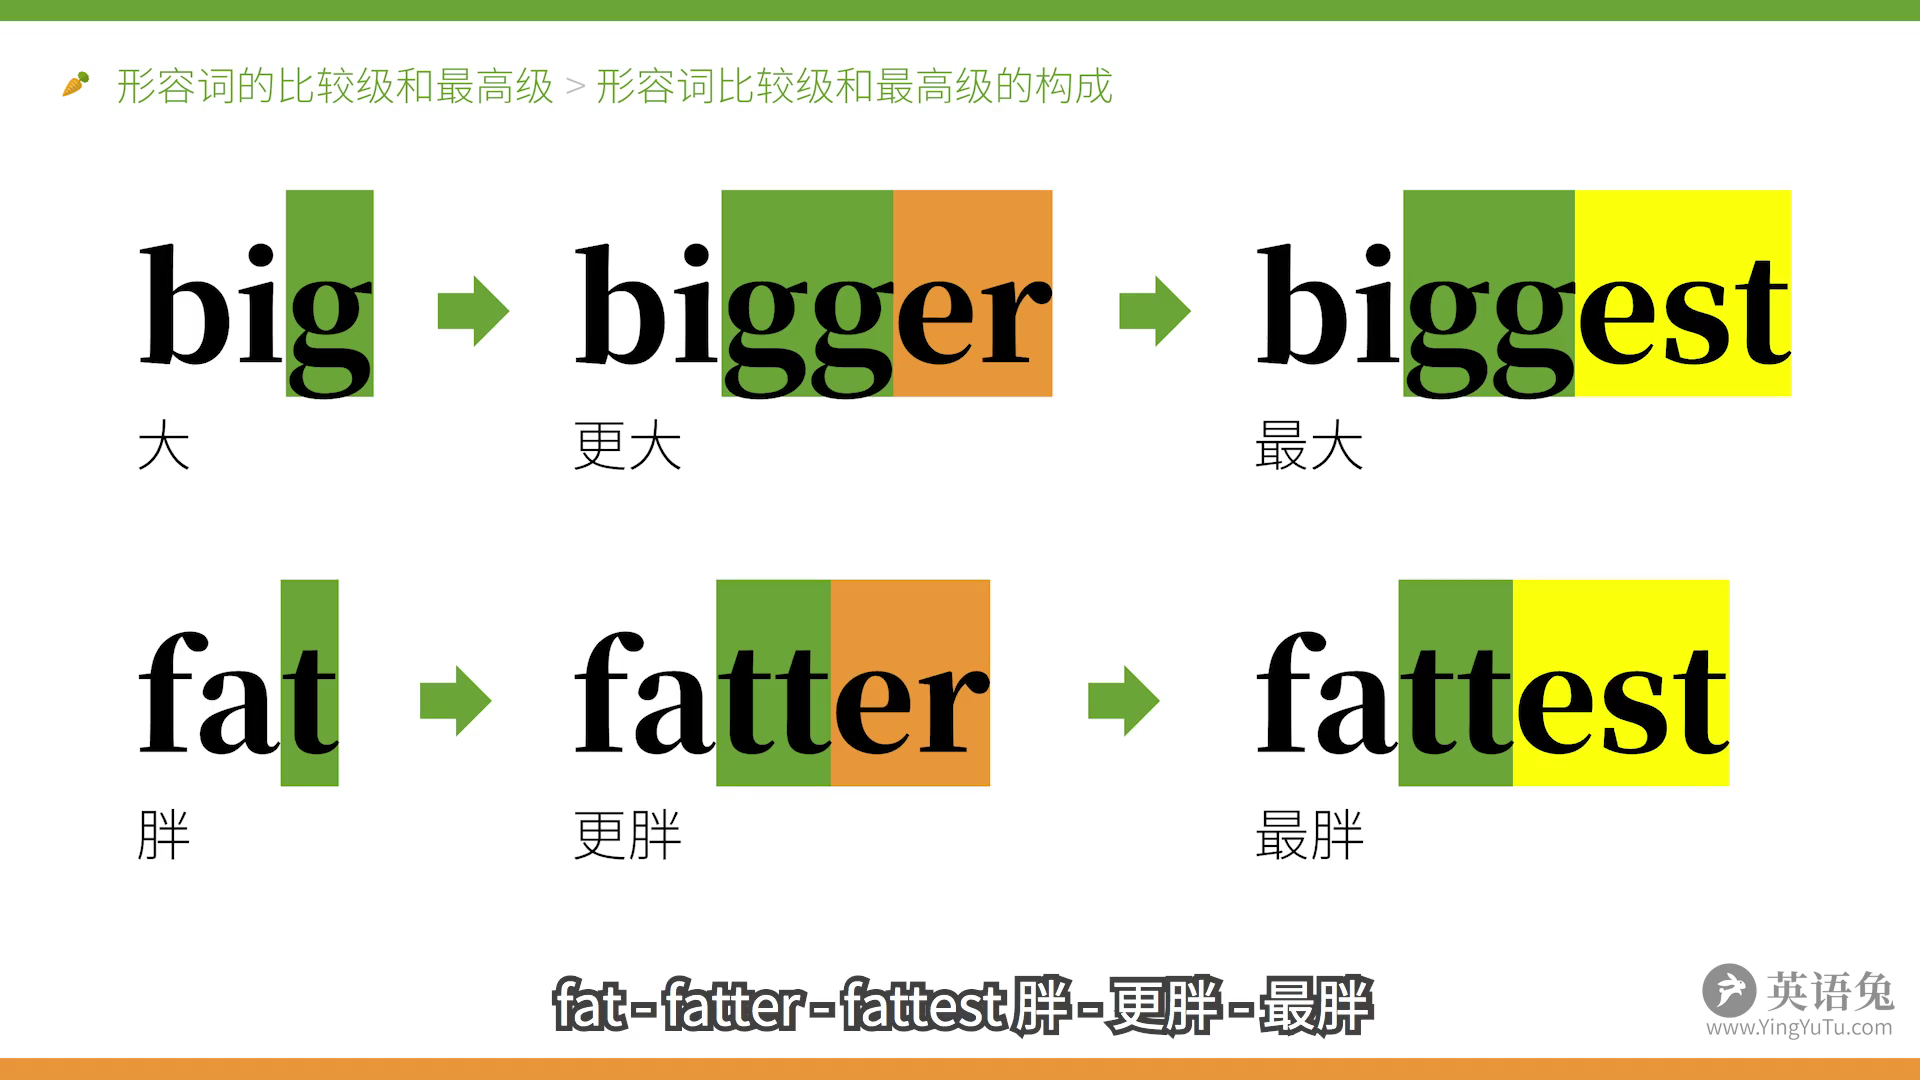 形容词的比较级和最高级 > 形容词比较级和最高级的构成
big bigger biggest
大 更大 最大
fat fatter fattest
胖 更胖 最胖
fat - fatter - fattest 胖 - 更胖 - 最胖
英语兔
www.YingYuTu.com